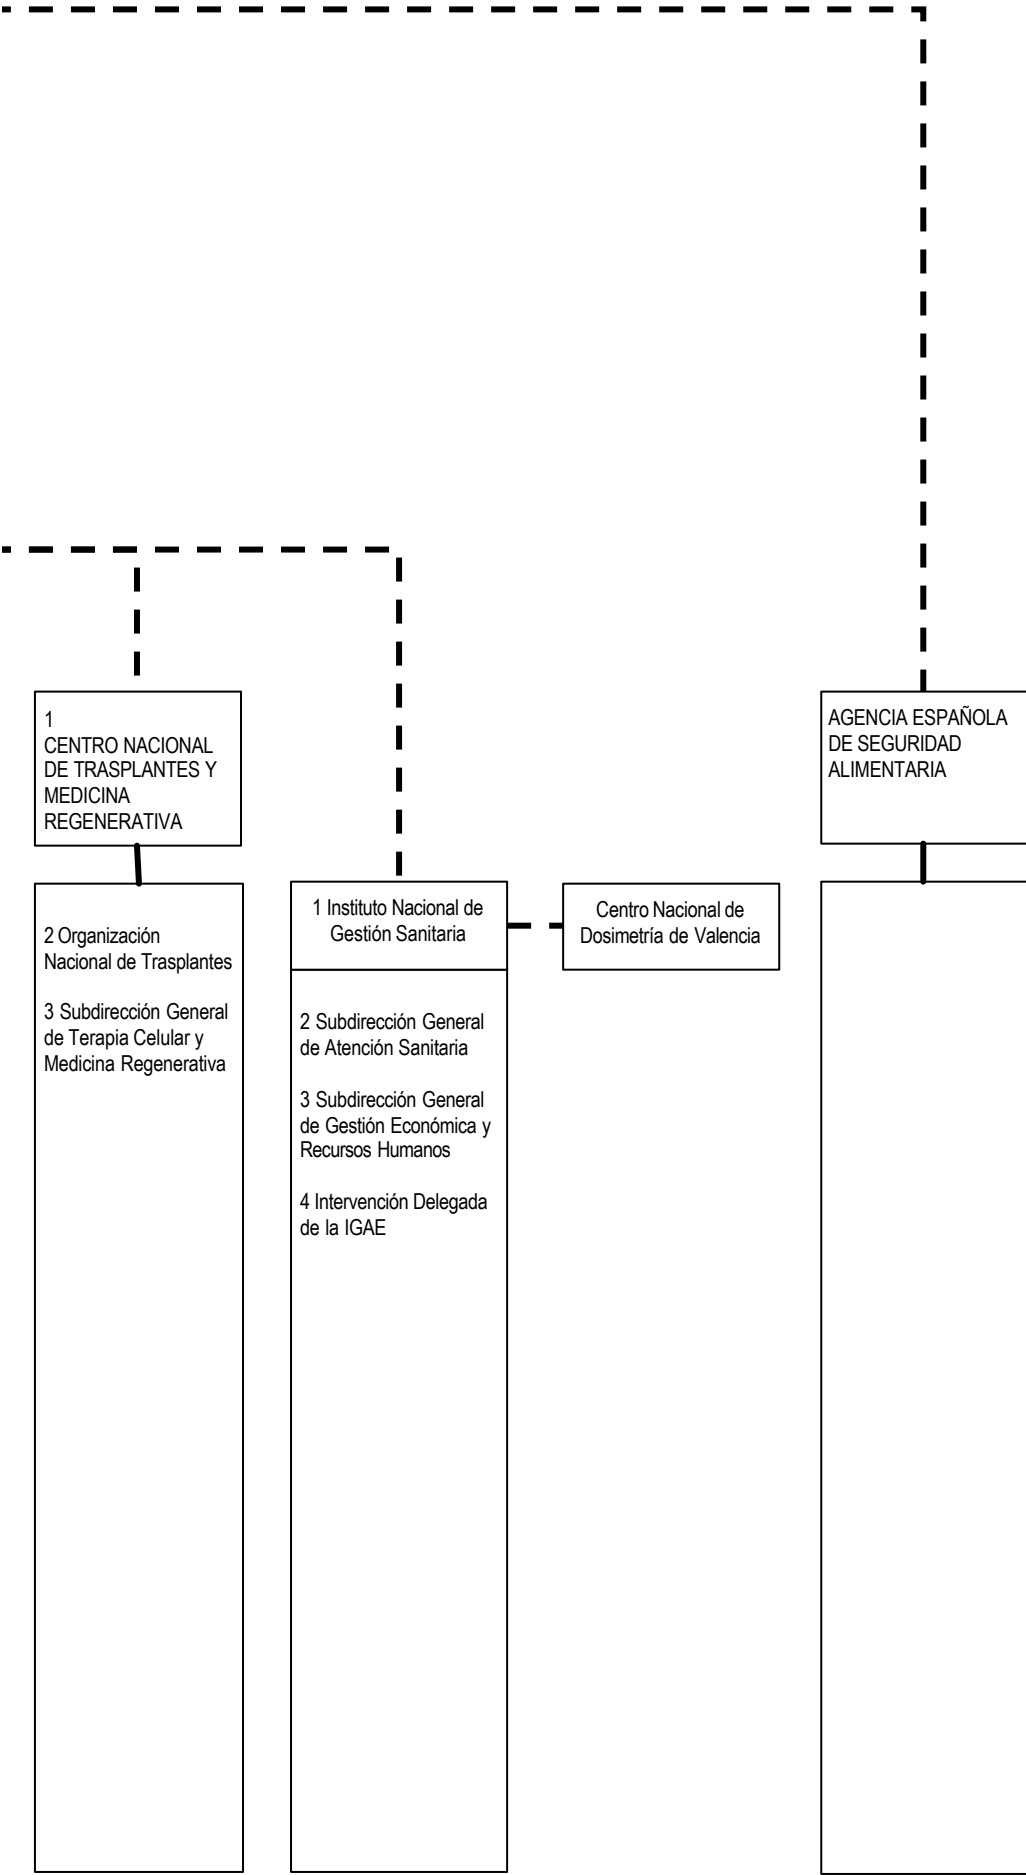 1
CENTRO NACIONAL
DE TRASPLANTES Y
MEDICINA
REGENERATIVA
2 Organización
Nacional de Trasplantes
3 Subdirección General
de Terapia Celular y
Medicina Regenerativa
1 Instituto Nacional de
Gestión Sanitaria
2 Subdirección General
de Atención Sanitaria
3 Subdirección General
de Gestión Económica y
Recursos Humanos
4 Intervención Delegada
de la IGAE
Centro Nacional de
Dosimetría de Valencia
AGENCIA ESPAÑOLA
DE SEGURIDAD
ALIMENTARIA